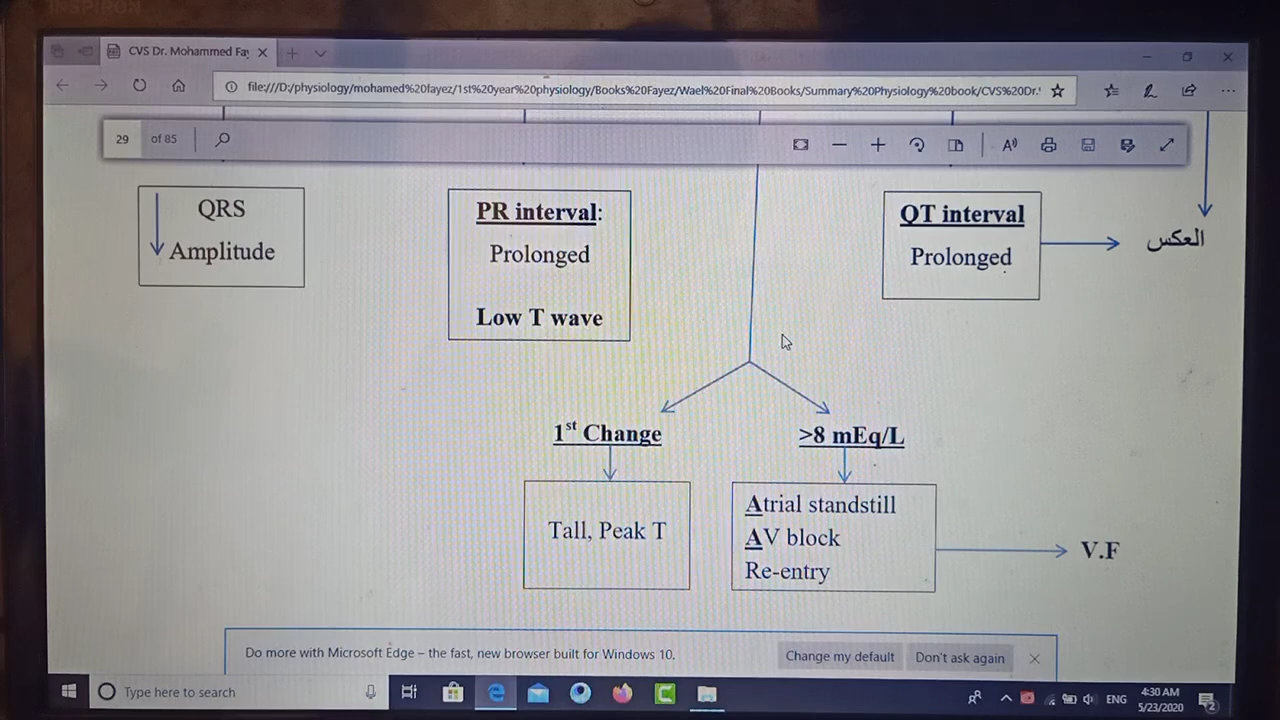 INSPIRON
CVS Dr. Mohammed Fay
file:///D:/physiology/mohamed%20fayez/1st%20year%20physiology/Books%20Fayez/Wael%20Final%20Books/Summary%20Physiology%20book/CVS%20Dr.
29 of 85
QRS
Amplitude
PR interval:
Prolonged
Low T wave
QT interval
Prolonged
العكس
1st Change
>8 mEq/L
Tall, Peak T
Atrial standstill
AV block
Re-entry
V.F
Do more with Microsoft Edge – the fast, new browser built for Windows 10.
Change my default
Don't ask again
Type here to search
ENG
4:30 AM
5/23/2020
2